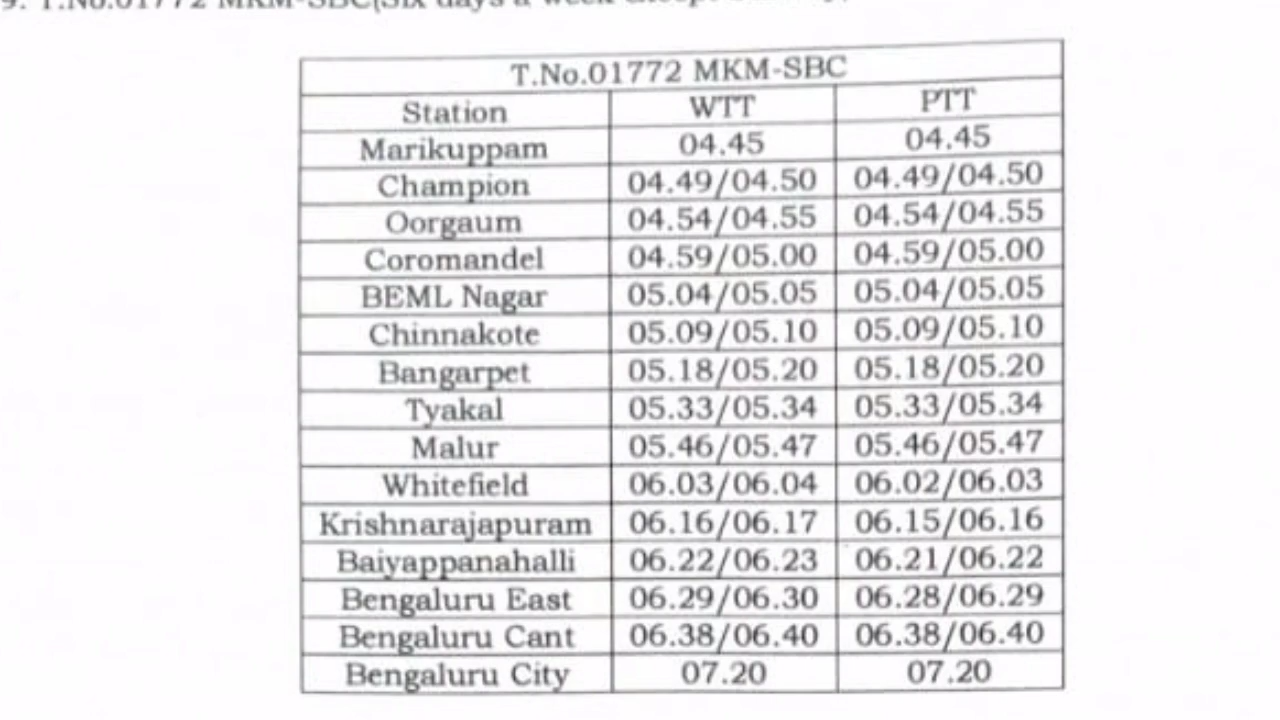 9. T.No.01772 MKM-SBC(Six days a week except
T.No.01772 MKM-SBC
Station WTT PTT
Marikuppam 04.45 04.45
Champion 04.49/04.50 04.49/04.50
Oorgaum 04.54/04.55 04.54/04.55
Coromandel 04.59/05.00 04.59/05.00
BEML Nagar 05.04/05.05 05.04/05.05
Chinnakote 05.09/05.10 05.09/05.10
Bangarpet 05.18/05.20 05.18/05.20
Tyakal 05.33/05.34 05.33/05.34
Malur 05.46/05.47 05.46/05.47
Whitefield 06.03/06.04 06.02/06.03
Krishnarajapuram 06.16/06.17 06.15/06.16
Baiyappanahalli 06.22/06.23 06.21/06.22
Bengaluru East 06.29/06.30 06.28/06.29
Bengaluru Cant 06.38/06.40 06.38/06.40
Bengaluru City 07.20 07.20